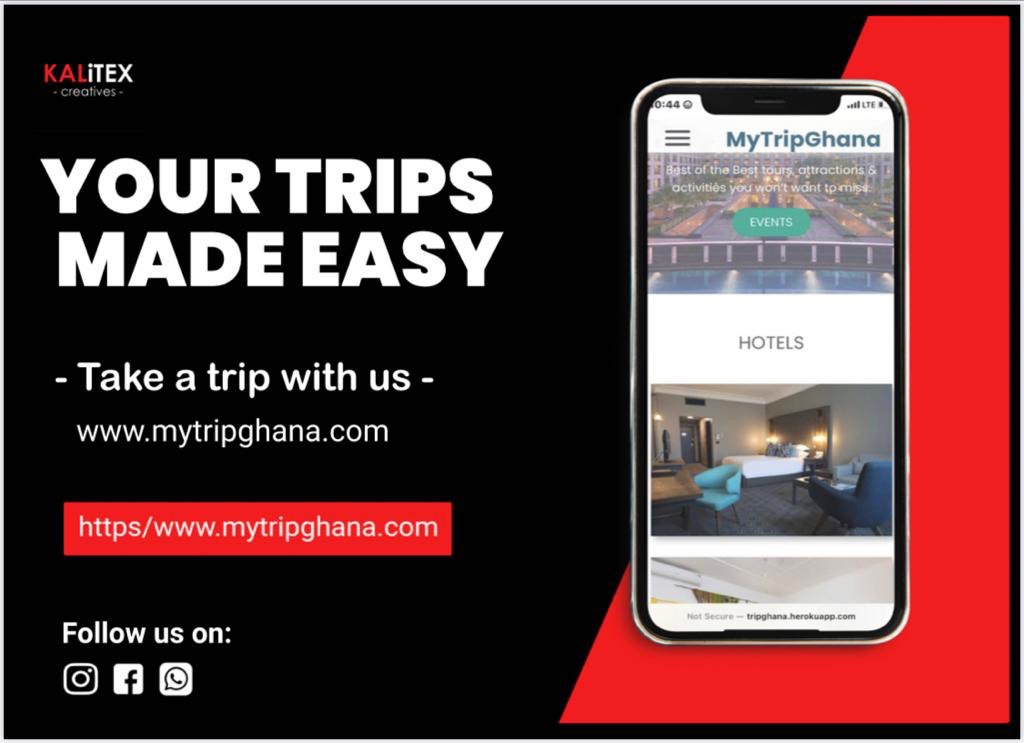 KALiTEX
- creatives -
YOUR TRIPS
MADE EASY
- Take a trip with us -
www.mytripghana.com
https/www.mytripghana.com
Follow us on:
10:44
LTE
MyTripGhana
Best of the Best tours, attractions &
activities you won't want to miss.
EVENTS
HOTELS
Not Secure — tripghana.herokuapp.com